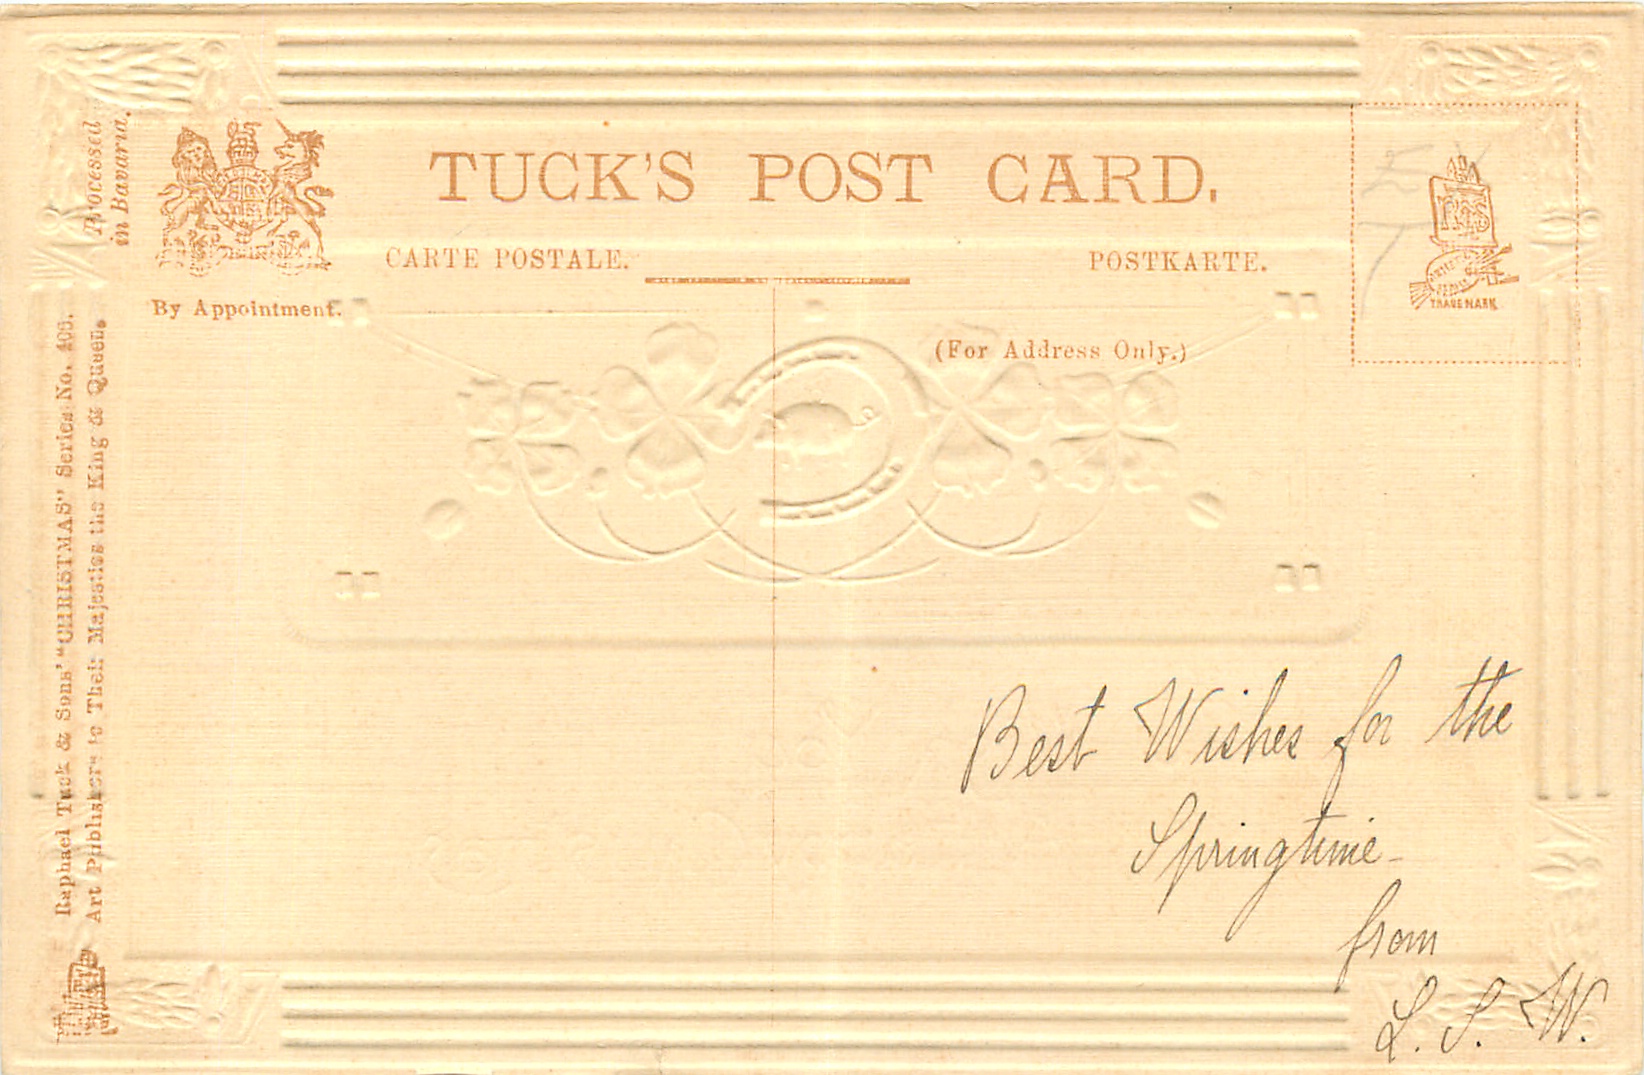 TUCK'S POST CARD.
CARTE POSTALE.
POSTKARTE.
By Appointment.
(For Address Only.)
Processed
in Bavaria.
Raphael Tuck & Sons' "CHRISTMAS" Series No.
Art Publishers to Their Majesties the King & Queen.
TRADE MARK
Best Wishes for the
Springtime-
from
L. S. W.